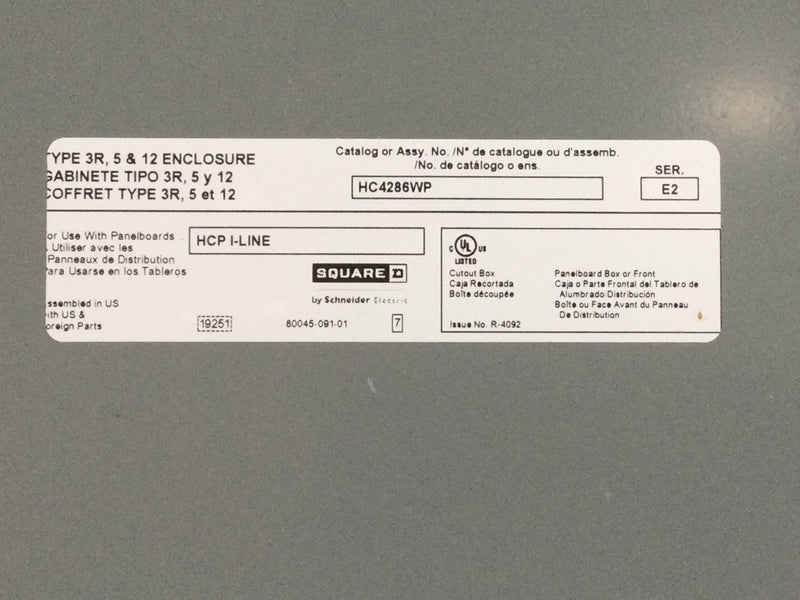 TYPE 3R, 5 & 12 ENCLOSURE
GABINETE TIPO 3R, 5 y 12
COFFRET TYPE 3R, 5 et 12
Catalog or Assy. No. /N° de catalogue ou d'assemb.
/No. de catálogo o ens.
HC4286WP
SER.
E2
or Use With Panelboards
Utiliser avec les
Panneaux de Distribution
Para Usarse en los Tableros
HCP I-LINE
SQUARE D
by Schneider Electric
ssembled in US
ith US &
oreign Parts
19251
80045-091-01
7
C UL US
LISTED
Cutout Box
Caja Recortada
Boîte découpée
Panelboard Box or Front
Caja o Parte Frontal del Tablero de
Alumbrado Distribución
Boîte ou Face Avant du Panneau
De Distribution
Issue No R-4092